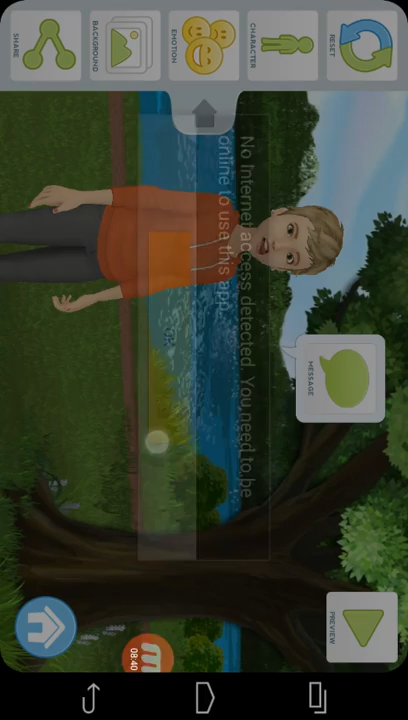 SHARE
BACKGROUND
EMOTION
CHARACTER
RESET
No Internet access detected. You need to be
online to use this app.
OK
MESSAGE
PREVIEW
08:40